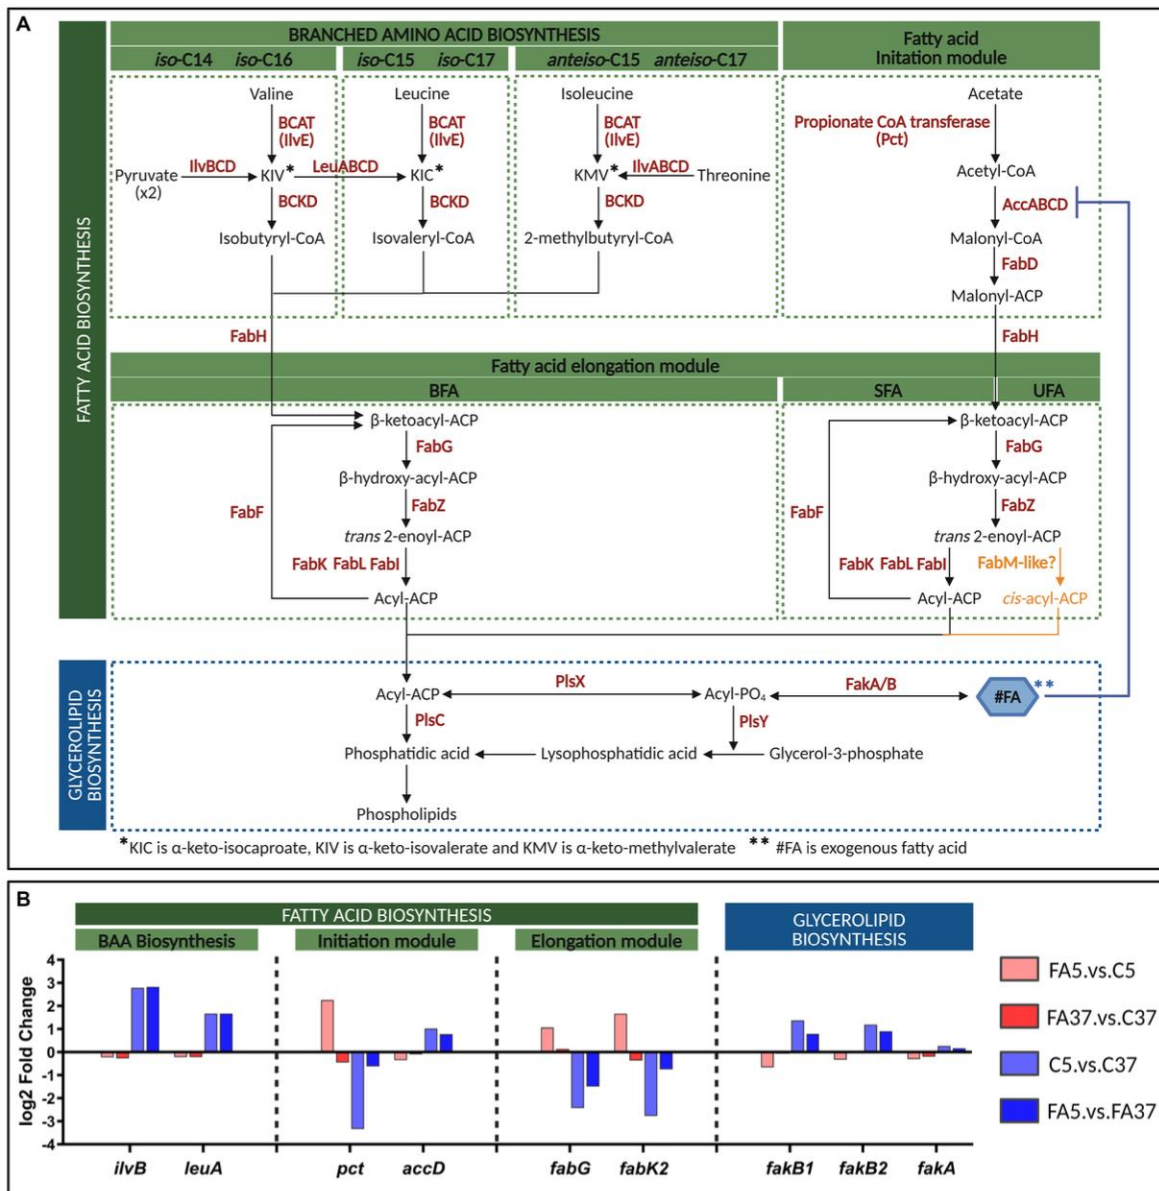 A
FATTY ACID BIOSYNTHESIS
BRANCHED AMINO ACID BIOSYNTHESIS
iso-C14 iso-C16
iso-C15 iso-C17
anteiso-C15 anteiso-C17
Fatty acid
Initation module
Valine
BCAT
(IlvE)
Pyruvate
(x2)
IlvBCD
KIV*
LeuABCD
BCKD
Isobutyryl-CoA
Leucine
BCAT
(IlvE)
KIC*
BCKD
Isovaleryl-CoA
Isoleucine
BCAT
(IlvE)
KMV*
IlvABCD
Threonine
BCKD
2-methylbutyryl-CoA
Acetate
Propionate CoA transferase
(Pct)
Acetyl-CoA
AccABCD
Malonyl-CoA
FabD
Malonyl-ACP
FabH
FabH
Fatty acid elongation module
BFA
SFA
UFA
β-ketoacyl-ACP
FabG
β-hydroxy-acyl-ACP
FabZ
FabF
trans 2-enoyl-ACP
FabK FabL FabI
Acyl-ACP
β-ketoacyl-ACP
FabG
β-hydroxy-acyl-ACP
FabZ
FabF
trans 2-enoyl-ACP
FabK FabL FabI
FabM-like?
Acyl-ACP
cis-acyl-ACP
GLYCEROLIPID
BIOSYNTHESIS
Acyl-ACP
PlsX
Acyl-PO₄
FakA/B
#FA
**
PlsC
PlsY
Phosphatidic acid
Lysophosphatidic acid
Glycerol-3-phosphate
Phospholipids
*KIC is α-keto-isocaproate, KIV is α-keto-isovalerate and KMV is α-keto-methylvalerate ** #FA is exogenous fatty acid
B
FATTY ACID BIOSYNTHESIS
GLYCEROLIPID
BIOSYNTHESIS
BAA Biosynthesis
Initiation module
Elongation module
log2 Fold Change
4
3
2
1
0
-1
-2
-3
-4
ilvB
leuA
pct
accD
fabG
fabK2
fakB1
fakB2
fakA
FA5.vs.C5
FA37.vs.C37
C5.vs.C37
FA5.vs.FA37